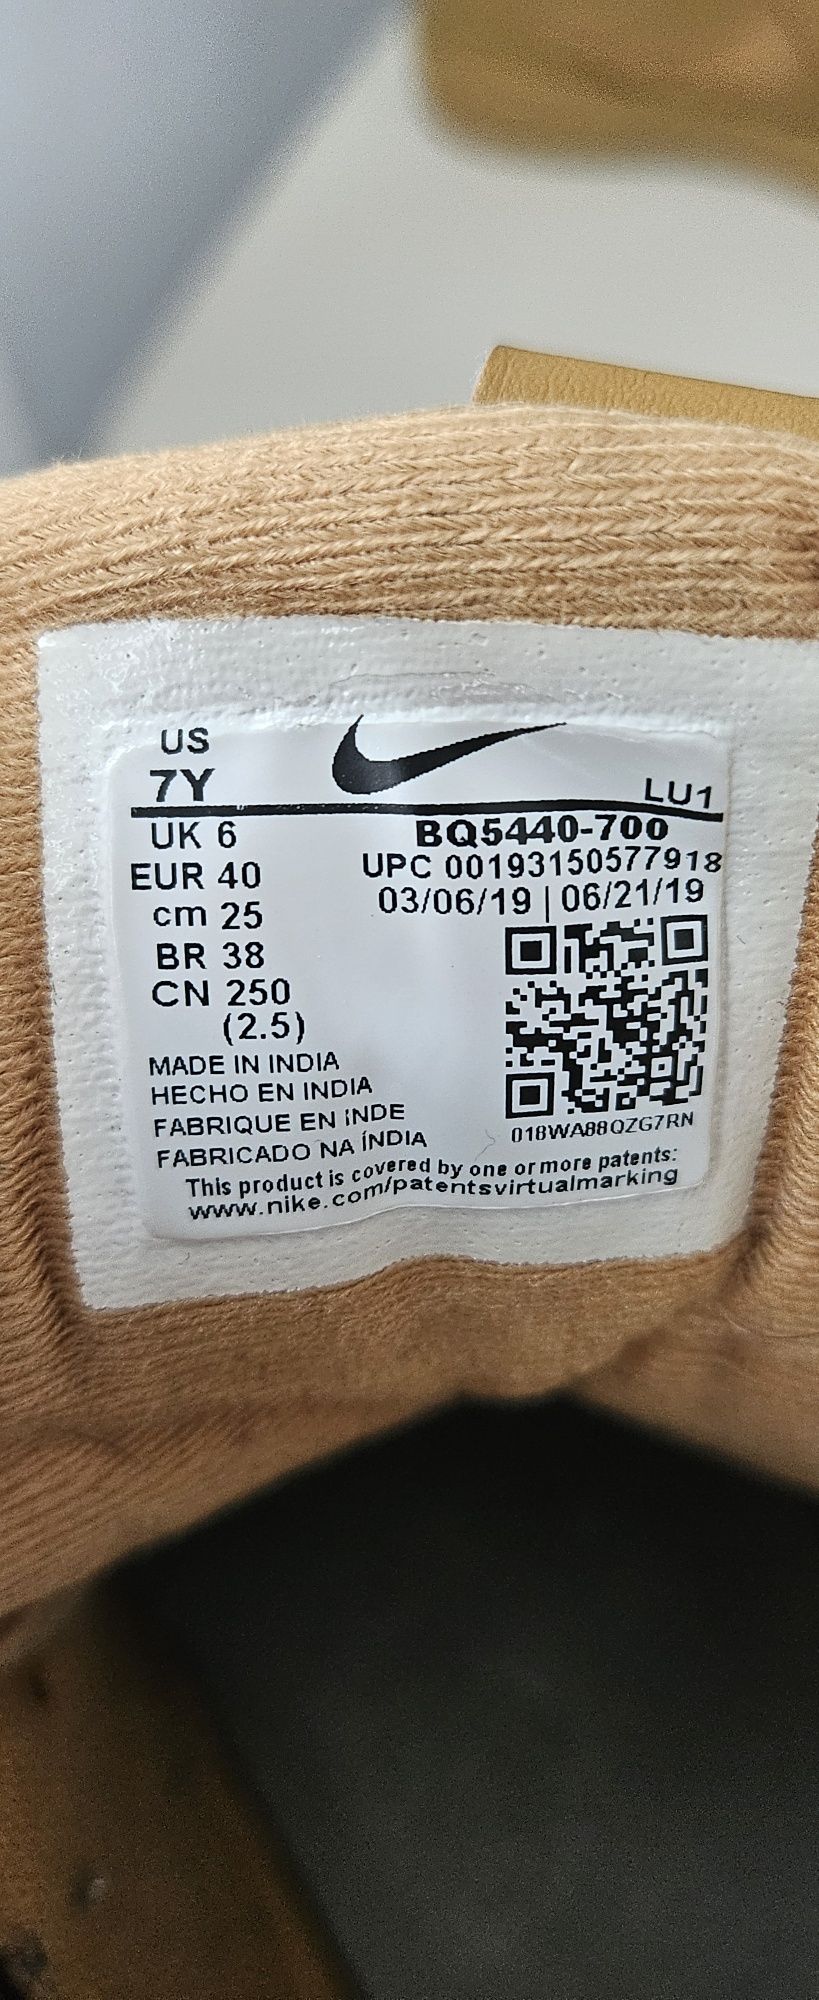 US
7Y
LU1
UK 6
BQ5440-700
EUR 40
UPC 00193150577918
cm 25
03/06/19 | 06/21/19
BR 38
CN 250
(2.5)
MADE IN INDIA
HECHO EN INDIA
FABRIQUE EN INDE
FABRICADO NA ÍNDIA
018WA88QZG7RN
This product is covered by one or more patents:
www.nike.com/patentsvirtualmarking